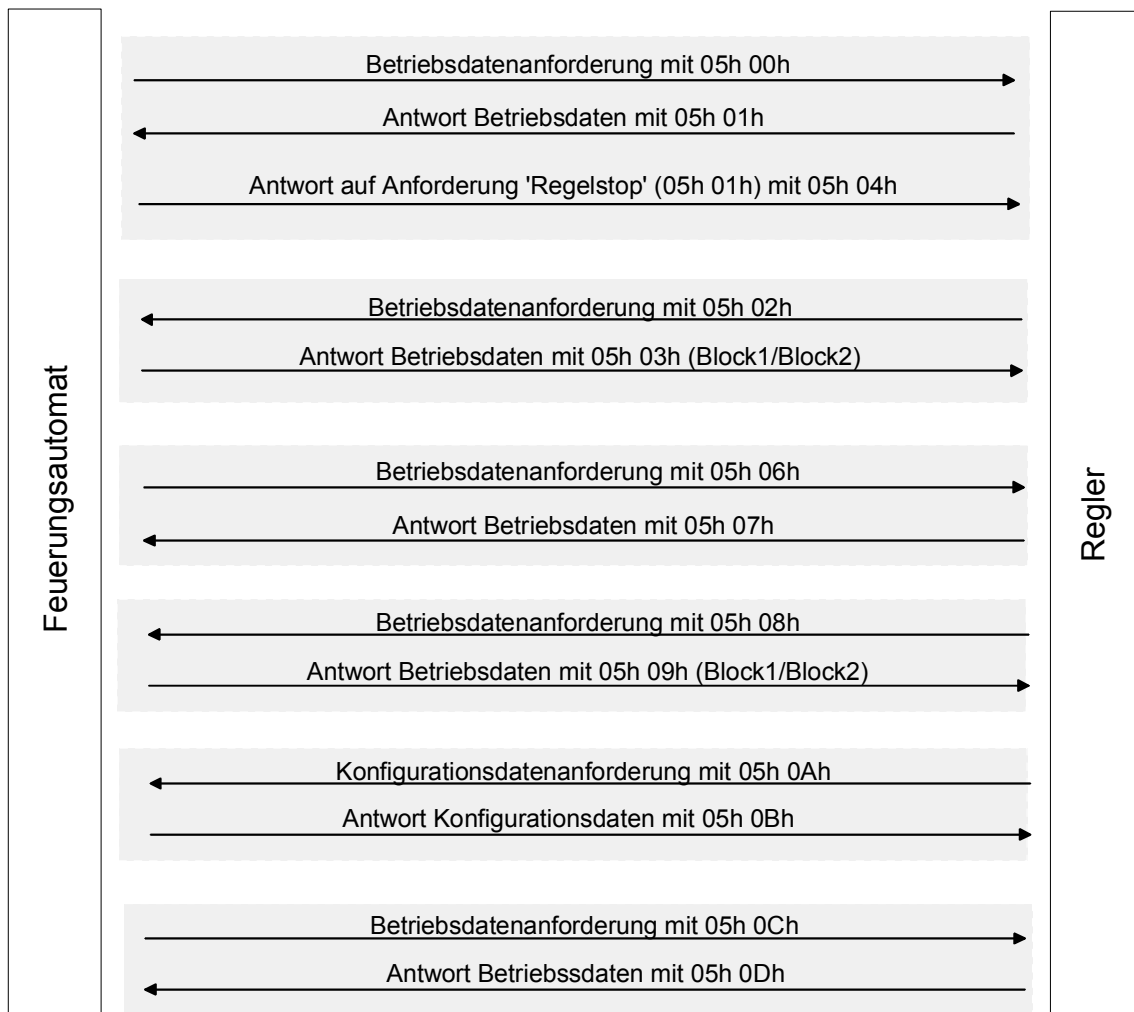 Feuerungsautomat
Betriebsdatenanforderung mit 05h 00h
Antwort Betriebsdaten mit 05h 01h
Antwort auf Anforderung 'Regelstop' (05h 01h) mit 05h 04h
Betriebsdatenanforderung mit 05h 02h
Antwort Betriebsdaten mit 05h 03h (Block1/Block2)
Betriebsdatenanforderung mit 05h 06h
Antwort Betriebsdaten mit 05h 07h
Betriebsdatenanforderung mit 05h 08h
Antwort Betriebsdaten mit 05h 09h (Block1/Block2)
Konfigurationsdatenanforderung mit 05h 0Ah
Antwort Konfigurationsdaten mit 05h 0Bh
Betriebsdatenanforderung mit 05h 0Ch
Antwort Betriebssdaten mit 05h 0Dh
Regler